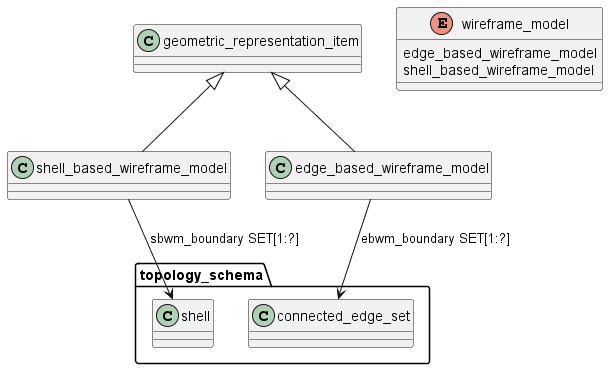 C geometric_representation_item
E wireframe_model
edge_based_wireframe_model
shell_based_wireframe_model
C shell_based_wireframe_model
C edge_based_wireframe_model
sbwm_boundary SET[1:?]
ebwm_boundary SET[1:?]
topology_schema
C shell
C connected_edge_set